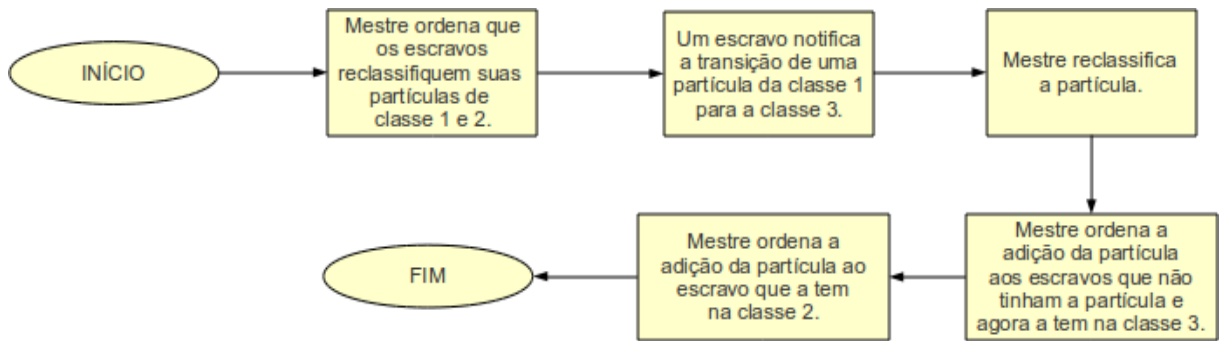 INÍCIO
Mestre ordena que
os escravos
reclassifiquem suas
partículas de
classe 1 e 2.
Um escravo notifica
a transição de uma
partícula da classe 1
para a classe 3.
Mestre reclassifica
a partícula.
Mestre ordena a
adição da partícula
aos escravos que não
tinham a partícula e
agora a tem na classe 3.
Mestre ordena a
adição da partícula ao
escravo que a tem
na classe 2.
FIM